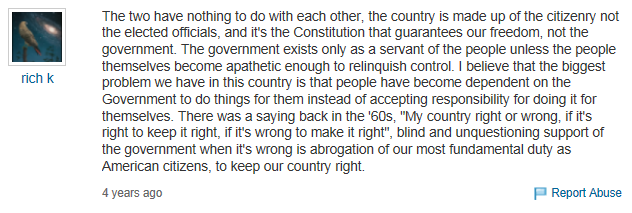 The two have nothing to do with each other, the country is made up of the citizenry not
the elected officials, and it's the Constitution that guarantees our freedom, not the
government. The government exists only as a servant of the people unless the people
themselves become apathetic enough to relinquish control. I believe that the biggest
problem we have in this country is that people have become dependent on the
Government to do things for them instead of accepting responsibility for doing it for
themselves. There was a saying back in the '60s, "My country right or wrong, if it's
right to keep it right, if it's wrong to make it right", blind and unquestioning support of
the government when it's wrong is abrogation of our most fundamental duty as
American citizens, to keep our country right.
rich k
4 years ago
Report Abuse